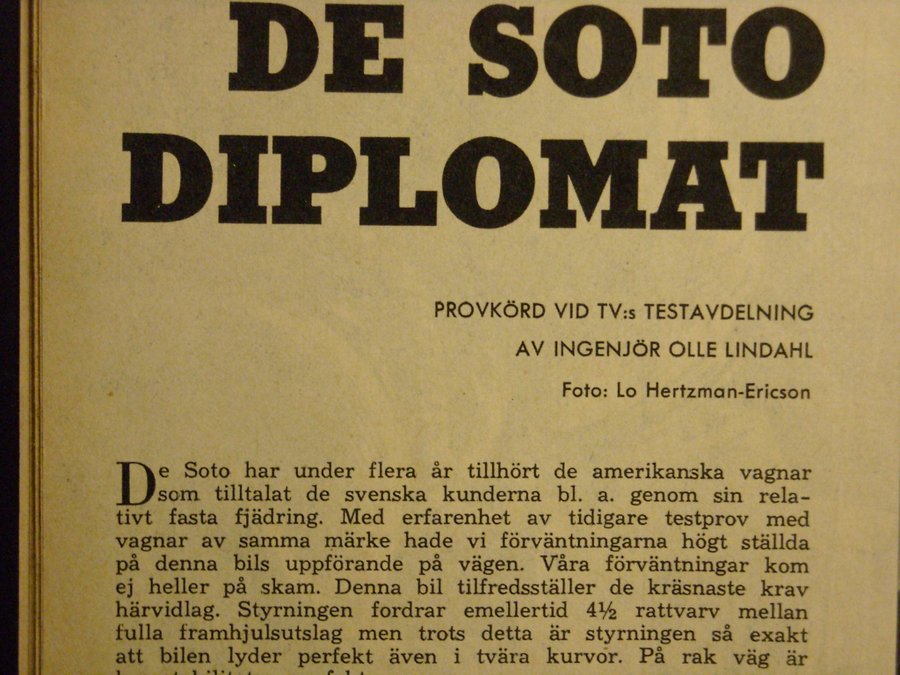 DE SOTO
DIPLOMAT
PROVKÖRD VID TV:s TESTAVDELNING
AV INGENJÖR OLLE LINDAHL
Foto: Lo Hertzman-Ericson
De Soto har under flera år tillhört de amerikanska vagnar
som tilltalat de svenska kunderna bl. a. genom sin rela-
tivt fasta fjädring. Med erfarenhet av tidigare testprov med
vagnar av samma märke hade vi förväntningarna högt ställda
på denna bils uppförande på vägen. Våra förväntningar kom
ej heller på skam. Denna bil tilfredsställer de kräsnaste krav
härvidlag. Styrningen fordrar emellertid 4½ rattvarv mellan
fulla framhjulsutslag men trots detta är styrningen så exakt
att bilen lyder perfekt även i tvära kurvor. På rak väg är